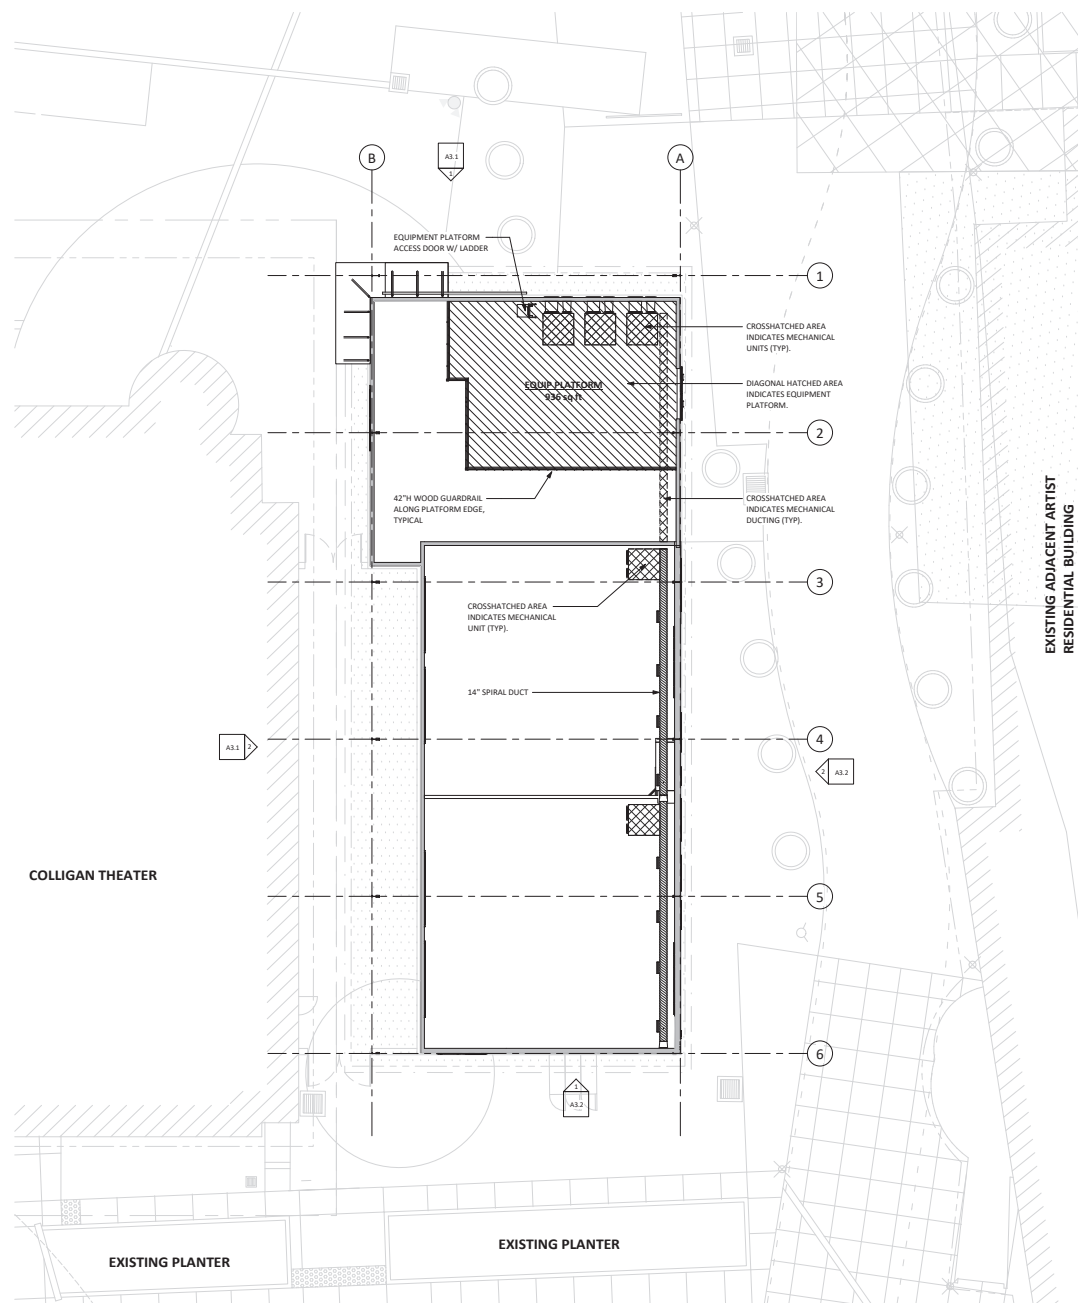 B
A
A3.1
1
EQUIPMENT PLATFORM
ACCESS DOOR W/ LADDER
1
CROSSHATCHED AREA
INDICATES MECHANICAL
UNITS (TYP).
EQUIP PLATFORM
936 sq ft
DIAGONAL HATCHED AREA
INDICATES EQUIPMENT
PLATFORM.
2
42"H WOOD GUARDRAIL
ALONG PLATFORM EDGE,
TYPICAL
CROSSHATCHED AREA
INDICATES MECHANICAL
DUCTING (TYP).
EXISTING ADJACENT ARTIST
RESIDENTIAL BUILDING
3
CROSSHATCHED AREA
INDICATES MECHANICAL
UNIT (TYP).
14" SPIRAL DUCT
A3.1 2
4
2 A3.2
COLLIGAN THEATER
5
6
1
A3.2
EXISTING PLANTER
EXISTING PLANTER